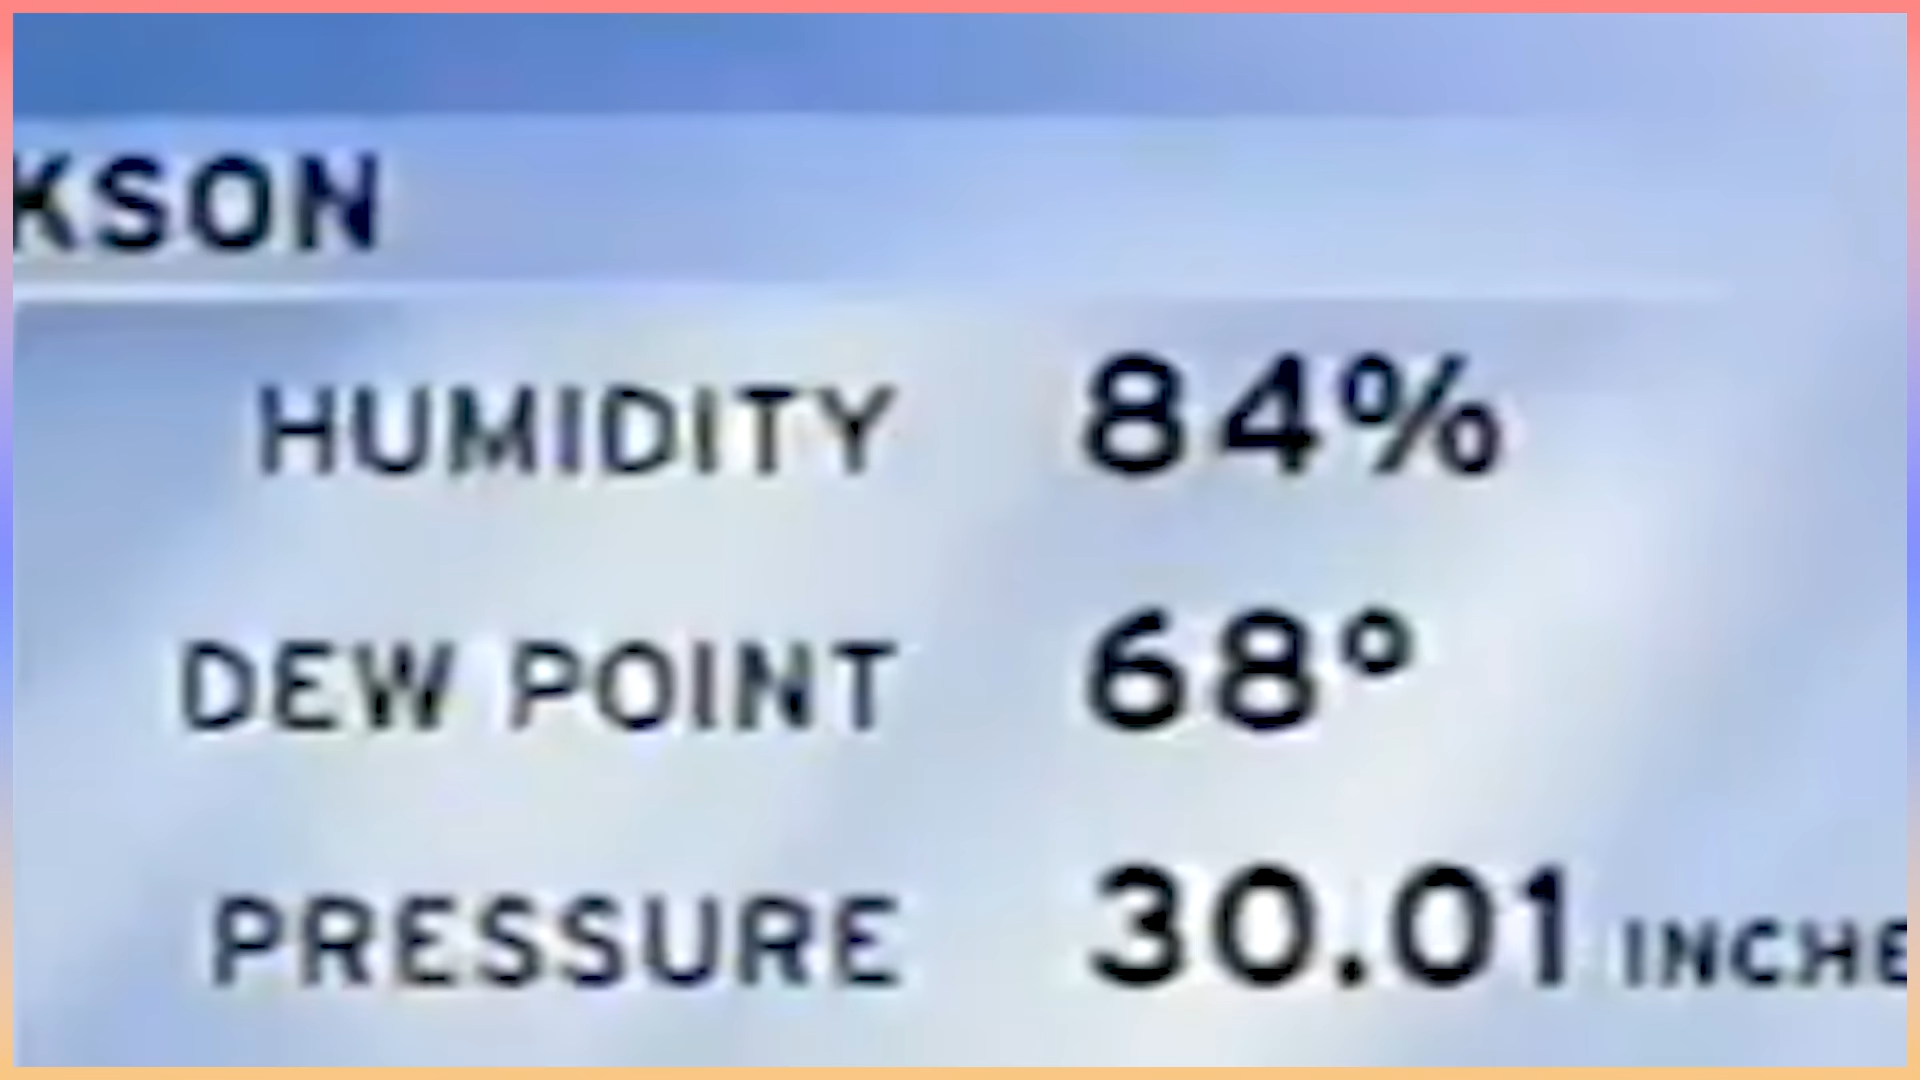 KSON
HUMIDITY 84%
DEW POINT 68°
PRESSURE 30.01 INCHE